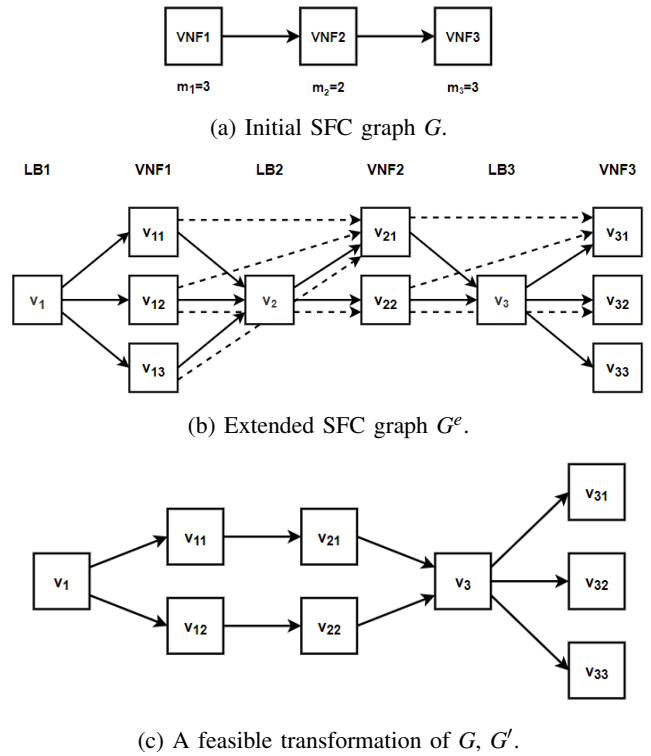 VNF1 VNF2 VNF3
m₁=3 m₂=2 m₃=3
(a) Initial SFC graph G.
LB1 VNF1 LB2 VNF2 LB3 VNF3
v₁₁ v₂₁ v₃₁
v₁ v₁₂ v₂ v₂₂ v₃ v₃₂
v₁₃ v₃₃
(b) Extended SFC graph Gᵉ.
v₃₁
v₁₁ v₂₁
v₁ v₃ v₃₂
v₁₂ v₂₂
v₃₃
(c) A feasible transformation of G, G′.